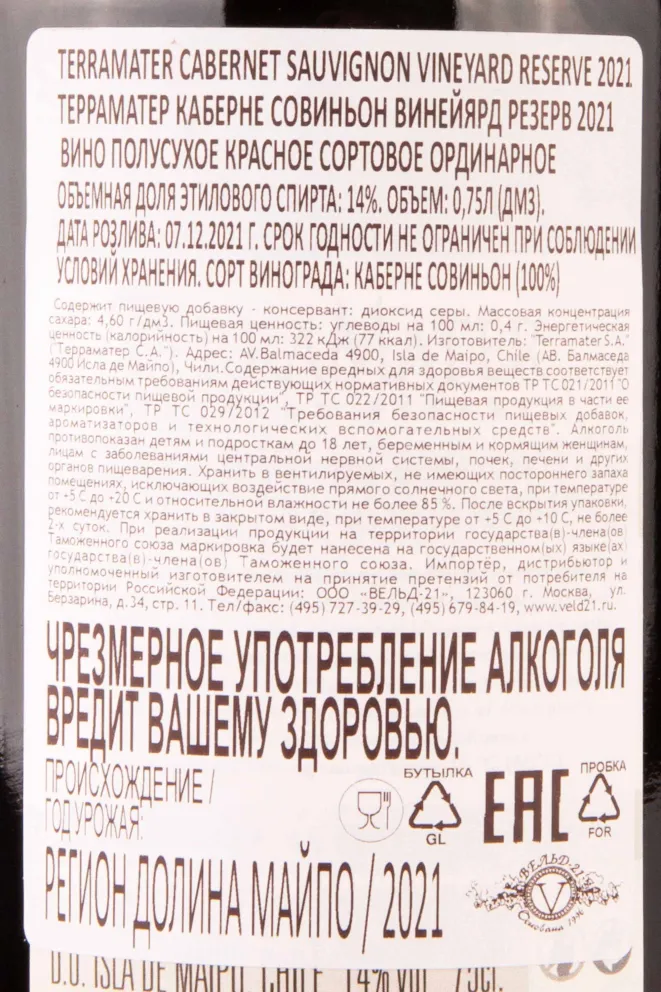 TERRAMATER CABERNET SAUVIGNON VINEYARD RESERVE 2021
ТЕРРАМАТЕР КАБЕРНЕ СОВИНЬОН ВИНЕЙЯРД РЕЗЕРВ 2021
ВИНО ПОЛУСУХОЕ КРАСНОЕ СОРТОВОЕ ОРДИНАРНОЕ
ОБЪЕМНАЯ ДОЛЯ ЭТИЛОВОГО СПИРТА: 14%. ОБЪЕМ: 0,75Л (ДМ3).
ДАТА РОЗЛИВА: 07.12.2021 Г. СРОК ГОДНОСТИ НЕ ОГРАНИЧЕН ПРИ СОБЛЮДЕНИИ
УСЛОВИЙ ХРАНЕНИЯ. СОРТ ВИНОГРАДА: КАБЕРНЕ СОВИНЬОН (100%)
Содержит пищевую добавку - консервант: диоксид серы. Массовая концентрация
сахара: 4,60 г/дм3. Пищевая ценность: углеводы на 100 мл: 0,4 г. Энергетическая
ценность (калорийность) на 100 мл: 322 кДж (77 ккал). Изготовитель: "Terramater S.A."
("Терраматер С.А."). Адрес: AV.Balmaceda 4900, Isla de Maipo, Chile (АВ. Балмаседа
4900 Исла де Майпо), Чили.Содержание вредных для здоровья веществ соответствует
обязательным требованиям действующих нормативных документов ТР ТС 021/2011 "О
безопасности пищевой продукции", ТР ТС 022/2011 "Пищевая продукция в части ее
маркировки", ТР ТС 029/2012 "Требования безопасности пищевых добавок,
ароматизаторов и технологических вспомогательных средств". Алкоголь
противопоказан детям и подросткам до 18 лет, беременным и кормящим женщинам,
лицам с заболеваниями центральной нервной системы, почек, печени и других
органов пищеварения. Хранить в вентилируемых, не имеющих постороннего запаха
помещениях, исключающих воздействие прямого солнечного света, при температуре
от +5 С до +20 С и относительной влажности не более 85 %. После вскрытия упаковки,
рекомендуется хранить в закрытом виде, при температуре от +5 С до +10 С, не более
2-х суток. При реализации продукции на территории государства(в)-члена(ов)
Таможенного союза маркировка будет нанесена на государственном(ых) языке(ах)
государства(в)-члена(ов) Таможенного союза. Импортёр, дистрибьютор и
уполномоченный изготовителем на принятие претензий от потребителя на
территории Российской Федерации: ООО «ВЕЛЬД-21», 123060 г. Москва, ул.
Берзарина, д.34, стр. 11. Тел/факс: (495) 727-39-29, (495) 679-84-19, www.veld21.ru.
ЧРЕЗМЕРНОЕ УПОТРЕБЛЕНИЕ АЛКОГОЛЯ
ВРЕДИТ ВАШЕМУ ЗДОРОВЬЮ.
ПРОИСХОЖДЕНИЕ/
ГОД УРОЖАЯ:
БУТЫЛКА
GL
EAC
ПРОБКА
FOR
РЕГИОН ДОЛИНА МАЙПО / 2021
ВЕЛЬД-21
V
Основана 1996
D.O. ISLA DE MAIPO, CHILE 14% Vol. 75cl.